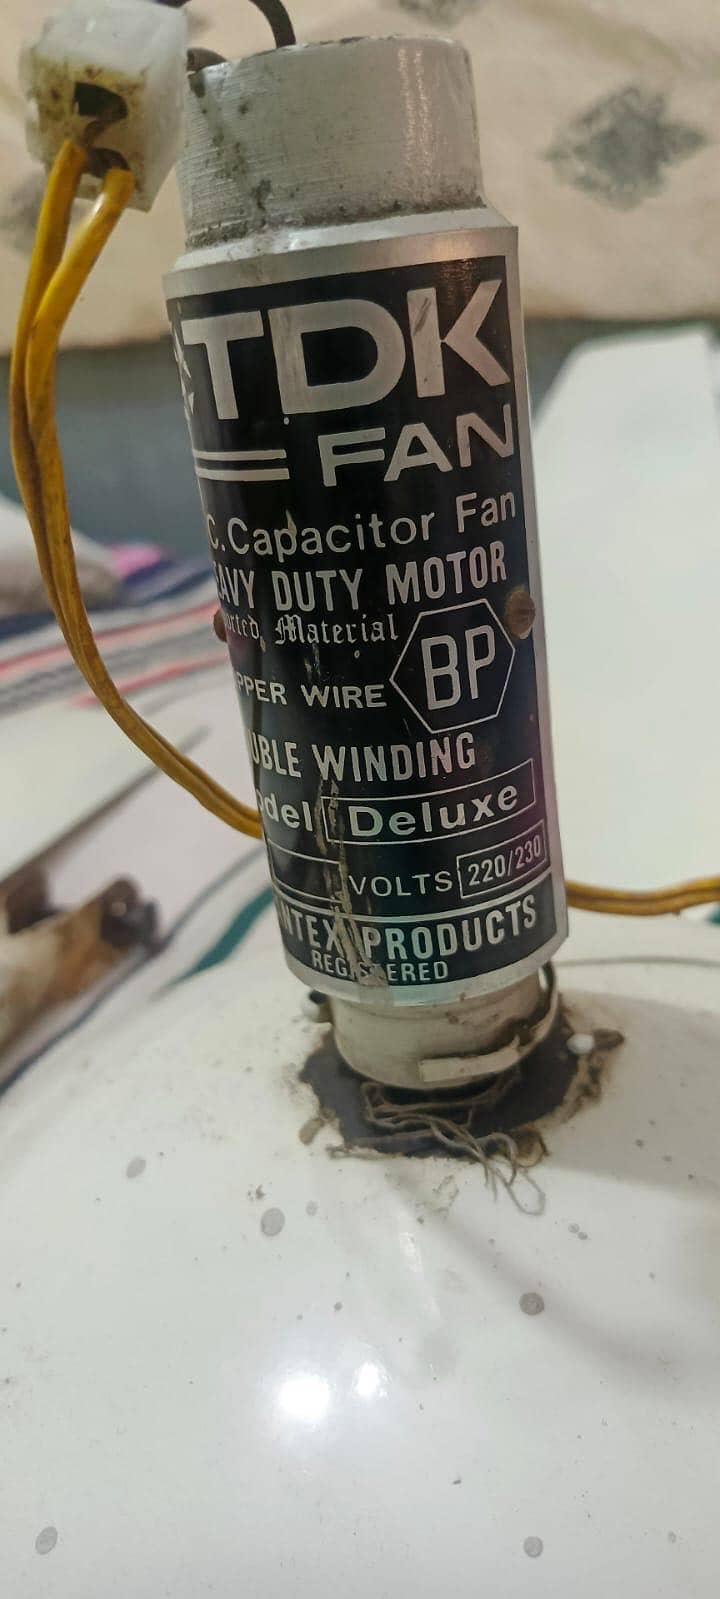 TDK
FAN
C. Capacitor Fan
EAVY DUTY MOTOR
orted Material
BP
PPER WIRE
UBLE WINDING
odel Deluxe
VOLTS 220/230
NTEX PRODUCTS
REGISTERED